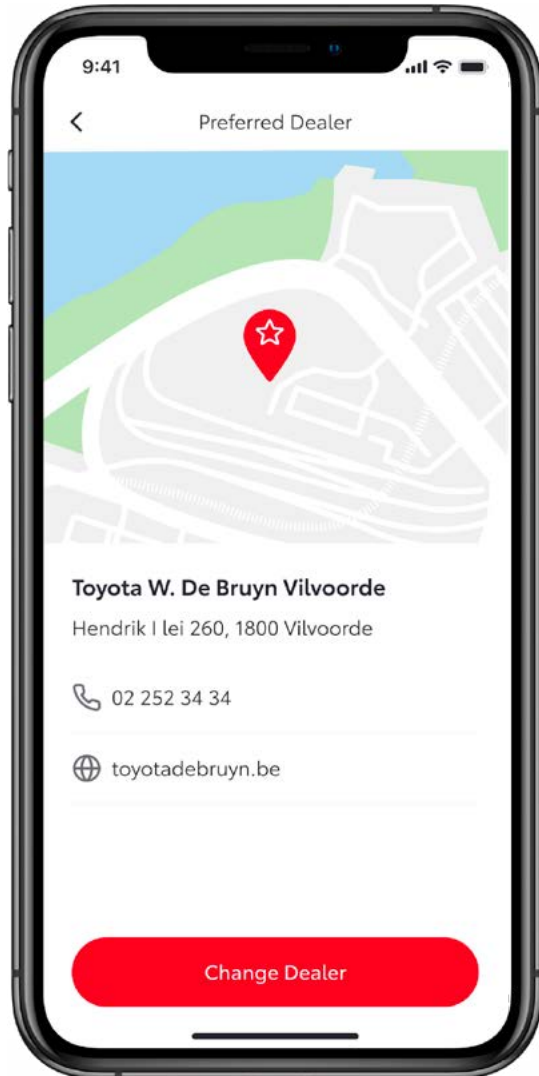 9:41
Preferred Dealer
Toyota W. De Bruyn Vilvoorde
Hendrik I lei 260, 1800 Vilvoorde
02 252 34 34
toyotadebruyn.be
Change Dealer